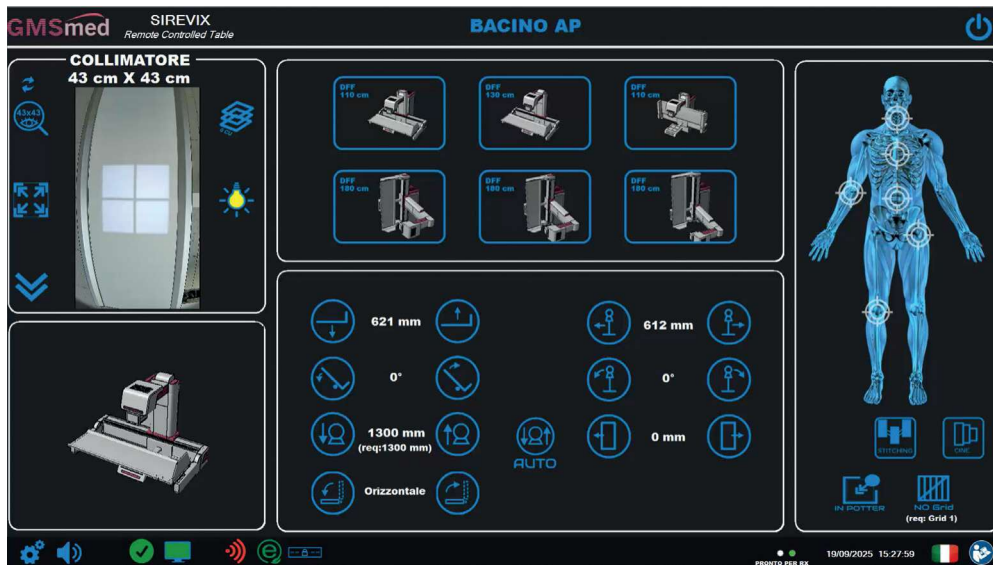 GMSmed
SIREVIX
Remote Controlled Table
BACINO AP
COLLIMATORE
43 cm X 43 cm
43x43
0 CU
DFF
110 cm
DFF
130 cm
DFF
110 cm
DFF
180 cm
DFF
180 cm
DFF
180 cm
621 mm
612 mm
0°
0°
1300 mm
(req:1300 mm)
AUTO
0 mm
Orizzontale
STITCHING
CINE
IN POTTER
NO Grid
(req: Grid 1)
PRONTO PER RX
19/09/2025 15:27:59